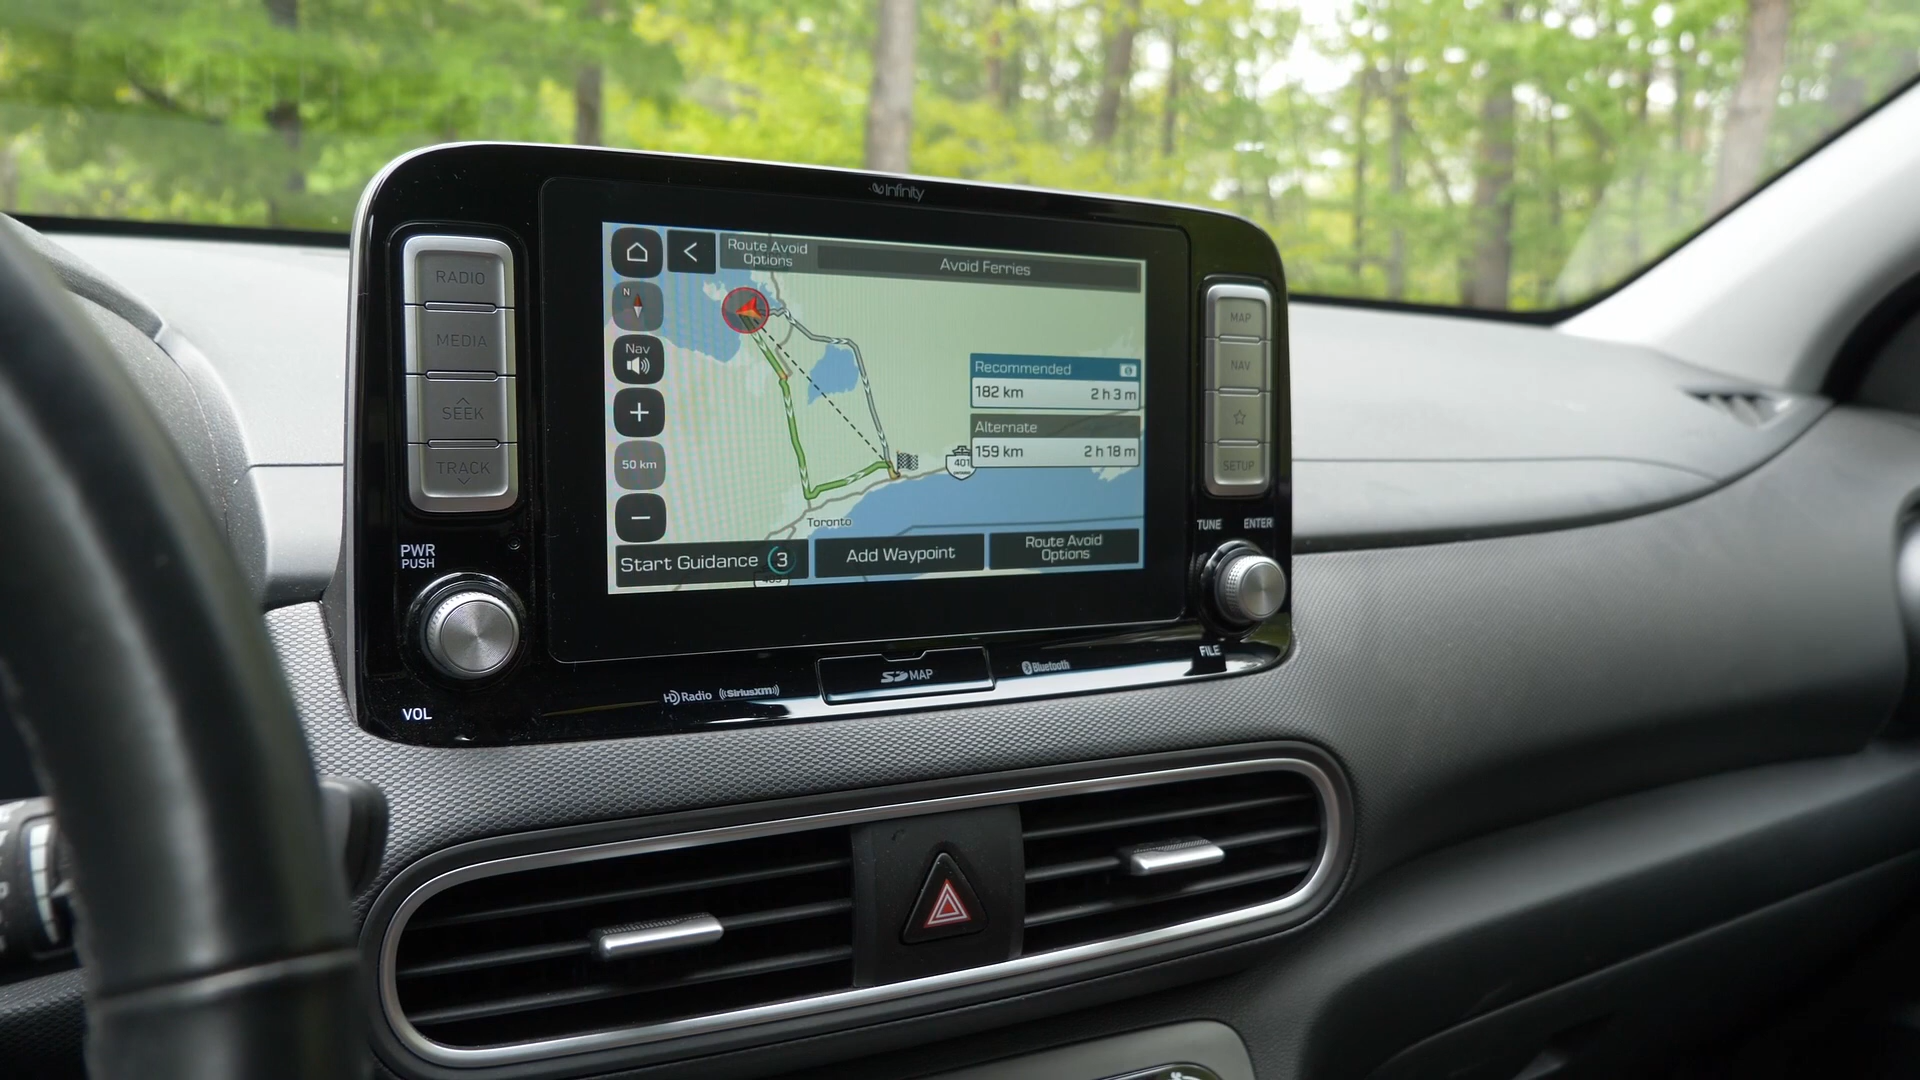 infinity
RADIO
MEDIA
SEEK
TRACK
PWR
PUSH
VOL
Route Avoid
Options
Avoid Ferries
N
Nav
+
50 km
−
Recommended
182 km
2 h 3 m
Alternate
159 km
2 h 18 m
401
Toronto
Start Guidance 3
Add Waypoint
Route Avoid
Options
MAP
NAV
SETUP
TUNE
ENTER
FILE
HD Radio
SiriusXM
SD MAP
Bluetooth